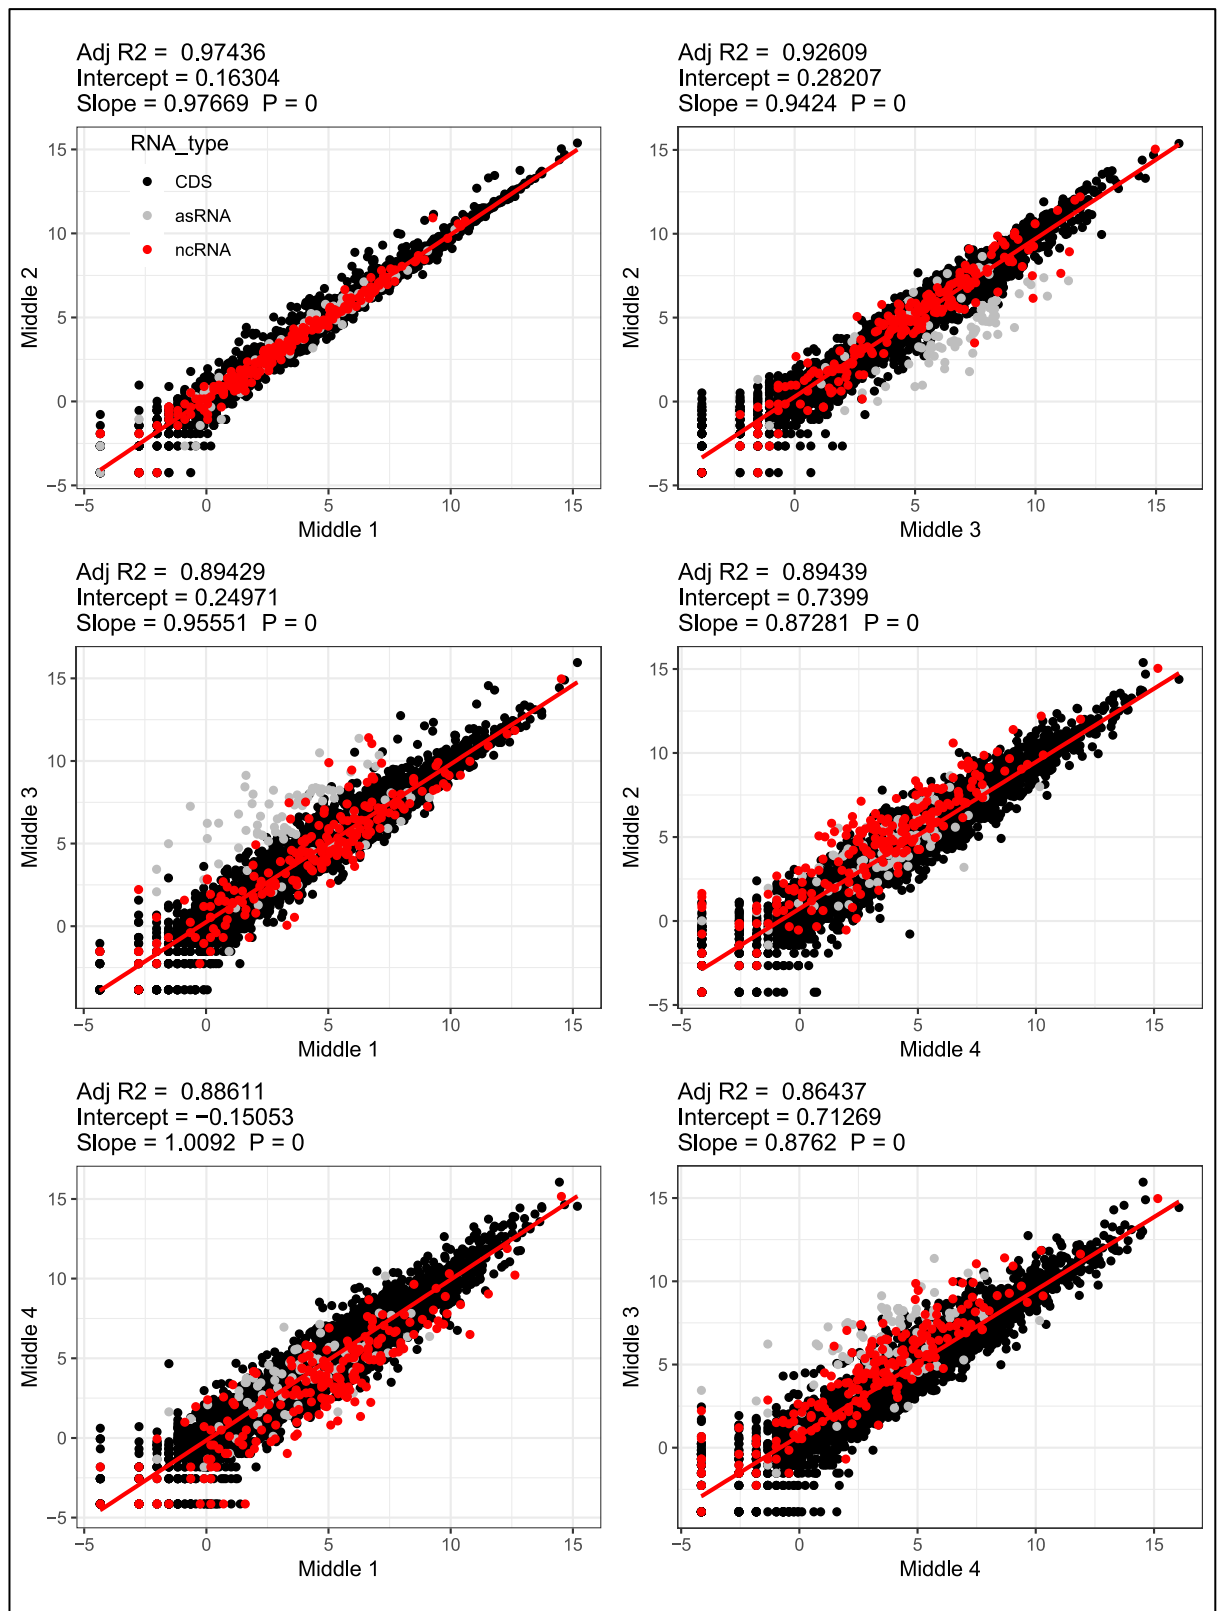 Adj R2 =  0.97436
Intercept = 0.16304
Slope = 0.97669  P = 0
RNA_type
CDS
asRNA
ncRNA
15
10
5
0
−5
−5 0 5 10 15
Middle 2
Middle 1
Adj R2 =  0.92609
Intercept = 0.28207
Slope = 0.9424  P = 0
15
10
5
0
−5
0 5 10 15
Middle 2
Middle 3
Adj R2 =  0.89429
Intercept = 0.24971
Slope = 0.95551  P = 0
15
10
5
0
−5 0 5 10 15
Middle 3
Middle 1
Adj R2 =  0.89439
Intercept = 0.7399
Slope = 0.87281  P = 0
15
10
5
0
−5
−5 0 5 10 15
Middle 2
Middle 4
Adj R2 =  0.88611
Intercept = −0.15053
Slope = 1.0092  P = 0
15
10
5
0
−5
−5 0 5 10 15
Middle 4
Middle 1
Adj R2 =  0.86437
Intercept = 0.71269
Slope = 0.8762  P = 0
15
10
5
0
−5 0 5 10 15
Middle 3
Middle 4